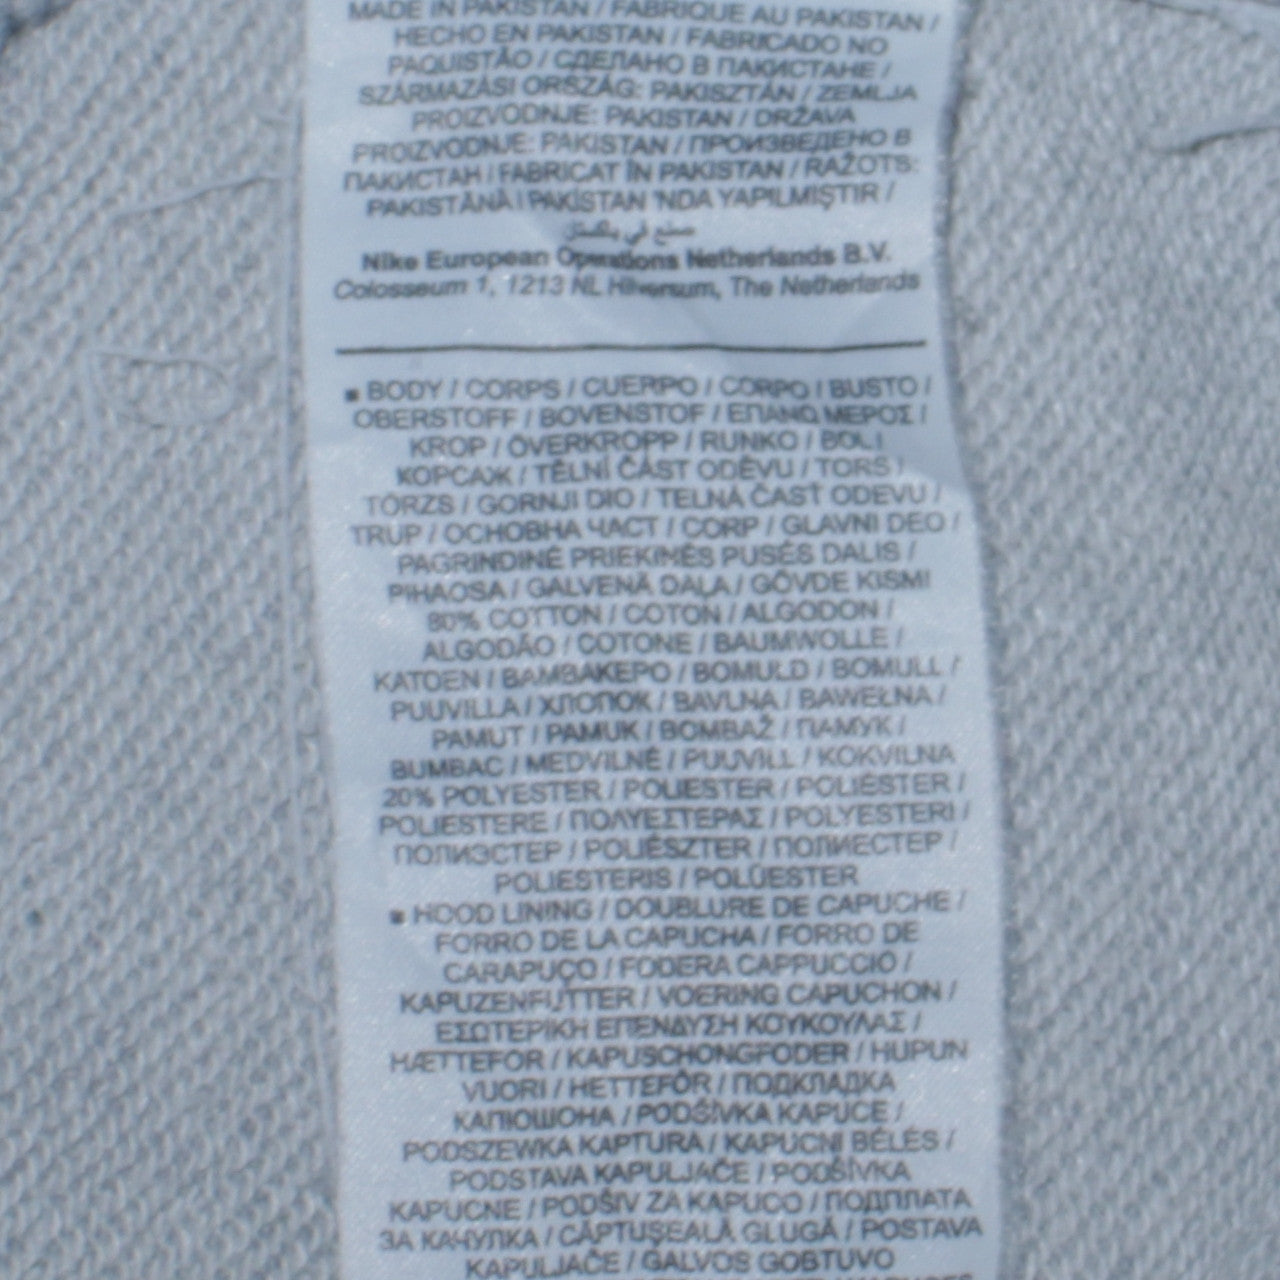 MADE IN PAKISTAN / FABRIQUE AU PAKISTAN /
HECHO EN PAKISTAN / FABRICADO NO
PAQUISTÃO / СДЕЛАНО В ПАКИСТАНЕ /
SZÁRMAZÁSI ORSZÁG: PAKISZTÁN / ZEMLJA
PROIZVODNJE: PAKISTAN / DRŽAVA
PROIZVODNJE: PAKISTAN / ПРОИЗВЕДЕНО В
ПАКИСТАН / FABRICAT ÎN PAKISTAN / RAŽOTS:
PAKISTĀNĀ / PAKISTAN 'NDA YAPILMIŞTIR /
صنع في باكستان
Nike European Operations Netherlands B.V.
Colosseum 1, 1213 NL Hilversum, The Netherlands
▪ BODY / CORPS / CUERPO / CORPO / BUSTO /
OBERSTOFF / BOVENSTOF / ΕΠΑΝΩ ΜΕΡΟΣ /
KROP / ÖVERKROPP / RUNKO / BOL /
КОРСАЖ / TĚLNÍ ČÁST ODĚVU / TORS /
TÖRZS / GORNJI DIO / TELNÁ ČASŤ ODEVU /
TRUP / ОСНОВНА ЧАСТ / CORP / GLAVNI DEO /
PAGRINDINĖ PRIEKINĖS PUSĖS DALIS /
PIHAOSA / GALVENĀ DAĻA / GÖVDE KISMI
80% COTTON / COTON / ALGODON /
ALGODÃO / COTONE / BAUMWOLLE /
KATOEN / ΒΑΜΒΑΚΕΡΟ / BOMULD / BOMULL /
PUUVILLA / ХЛОПОК / BAVLNA / BAWEŁNA /
PAMUT / PAMUK / BOMBAŽ / ПАМУК /
BUMBAC / MEDVILNĖ / PUUVILL / KOKVILNA
20% POLYESTER / POLIESTER / POLIÉSTER /
POLIESTERE / ΠΟΛΥΕΣΤΕΡΑΣ / POLYESTERI /
ПОЛИЭСТЕР / POLIÉSZTER / ПОЛИЕСТЕР /
POLIESTERIS / POLÜESTER
▪ HOOD LINING / DOUBLURE DE CAPUCHE /
FORRO DE LA CAPUCHA / FORRO DE
CARAPUÇO / FODERA CAPPUCCIO /
KAPUZENFUTTER / VOERING CAPUCHON /
ΕΣΩΤΕΡΙΚΗ ΕΠΕΝΔΥΣΗ ΚΟΥΚΟΥΛΑΣ /
HÆTTEFOR / KAPUSCHONGFODER / HUPUN
VUORI / HETTEFÔR / ПОДКЛАДКА
КАПЮШОНА / PODŠÍVKA KAPUCE /
PODSZEWKA KAPTURA / KAPUCNI BÉLÉS /
PODSTAVA KAPULJAČE / PODŠÍVKA
KAPUCNE / PODŠIV ZA KAPUCO / ПОДПЛАТА
ЗА КАЧУЛКА / CĂPTUȘEALĂ GLUGĂ / POSTAVA
KAPULJAČE / GALVOS GOBTUVO